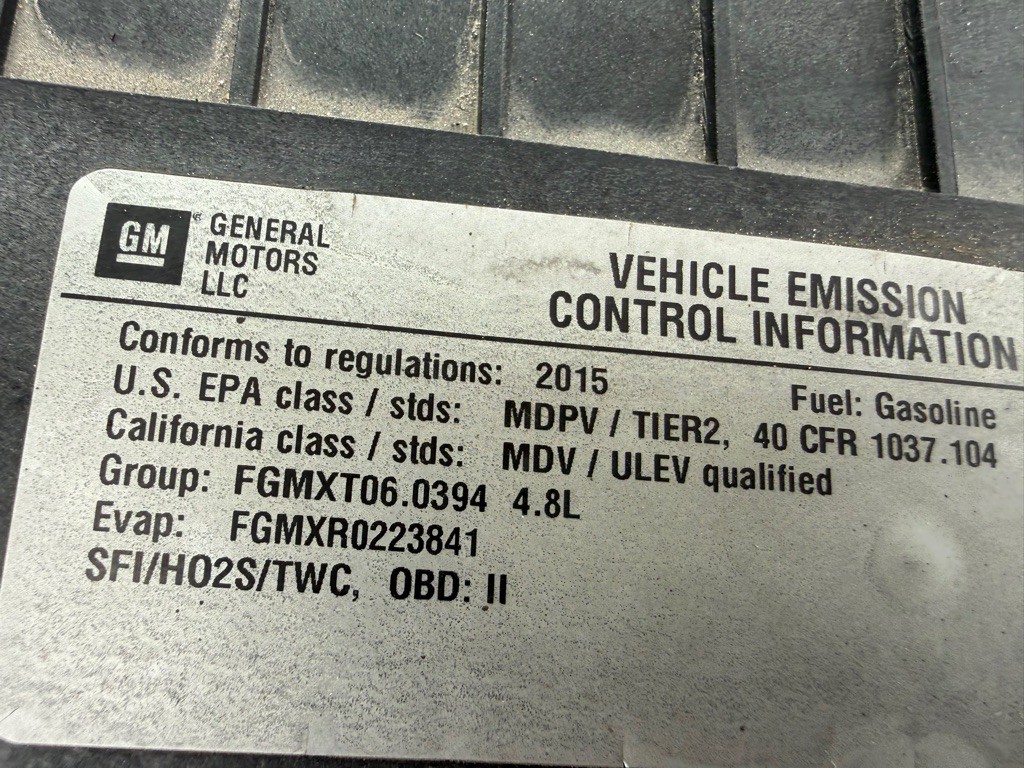 GM
GENERAL
MOTORS
LLC
VEHICLE EMISSION
CONTROL INFORMATION
Conforms to regulations: 2015 Fuel: Gasoline
U.S. EPA class / stds: MDPV / TIER2, 40 CFR 1037.104
California class / stds: MDV / ULEV qualified
Group: FGMXT06.0394 4.8L
Evap: FGMXR0223841
SFI/HO2S/TWC, OBD: II